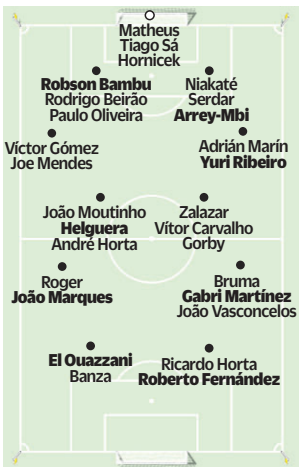 Matheus
Tiago Sá
Hornicek
Robson Bambu
Rodrigo Beirão
Paulo Oliveira
Niakaté
Serdar
Arrey-Mbi
Víctor Gómez
Joe Mendes
Adrián Marín
Yuri Ribeiro
João Moutinho
Helguera
André Horta
Zalazar
Vítor Carvalho
Gorby
Roger
João Marques
Bruma
Gabri Martínez
João Vasconcelos
El Ouazzani
Banza
Ricardo Horta
Roberto Fernández